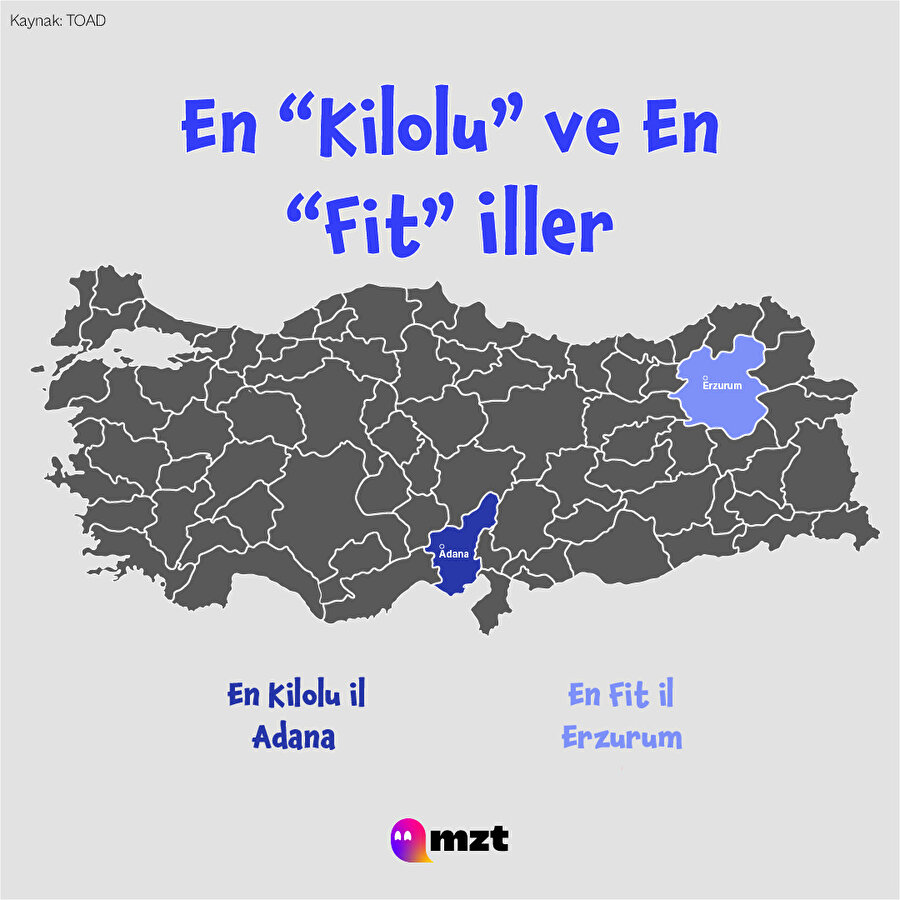 Kaynak: TOAD
En “Kilolu” ve En
“Fit” iller
Erzurum
Adana
En Kilolu il
Adana
En Fit il
Erzurum
mzt